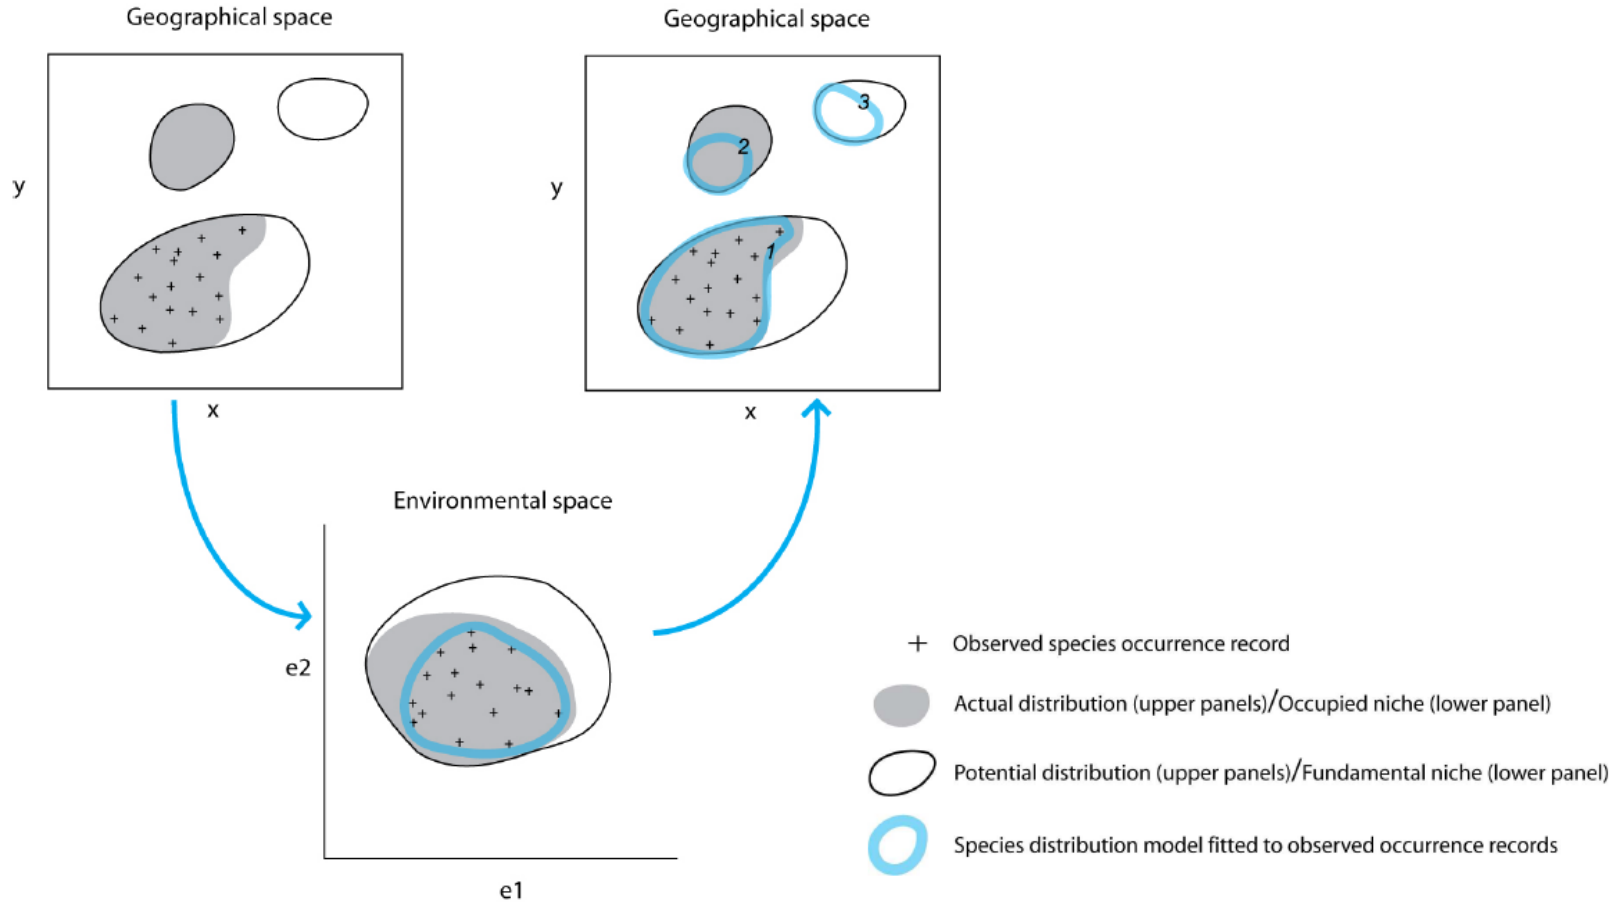 Geographical space
Geographical space
y
x
y
2
3
1
x
Environmental space
e2
e1
Observed species occurrence record
Actual distribution (upper panels)/Occupied niche (lower panel)
Potential distribution (upper panels)/Fundamental niche (lower panel)
Species distribution model fitted to observed occurrence records